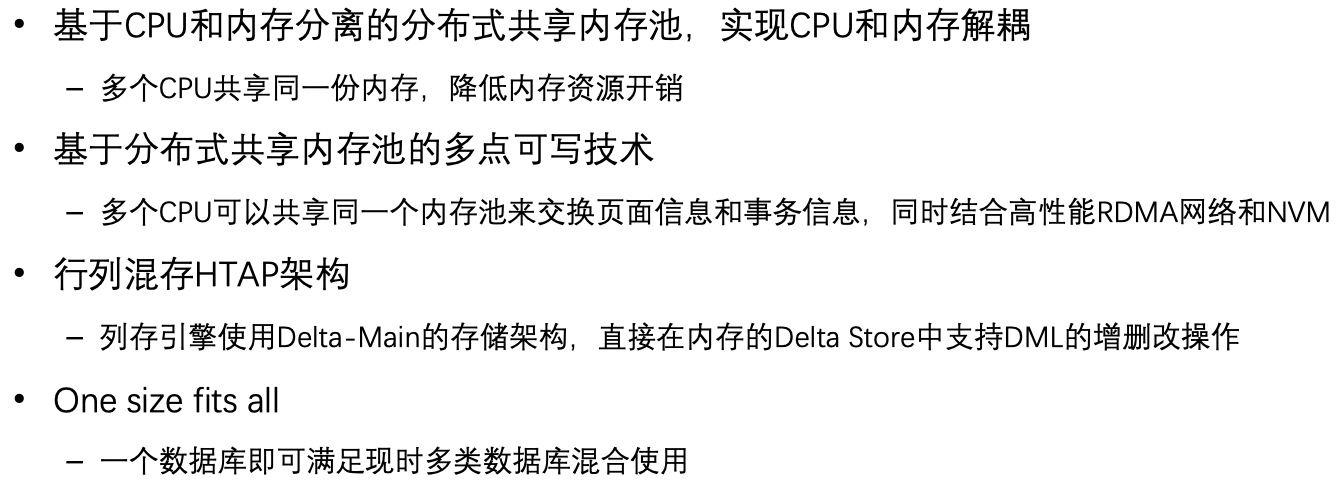 • 基于CPU和内存分离的分布式共享内存池，实现CPU和内存解耦
– 多个CPU共享同一份内存，降低内存资源开销
• 基于分布式共享内存池的多点可写技术
– 多个CPU可以共享同一个内存池来交换页面信息和事务信息，同时结合高性能RDMA网络和NVM
• 行列混存HTAP架构
– 列存引擎使用Delta-Main的存储架构，直接在内存的Delta Store中支持DML的增删改操作
• One size fits all
– 一个数据库即可满足现时多类数据库混合使用